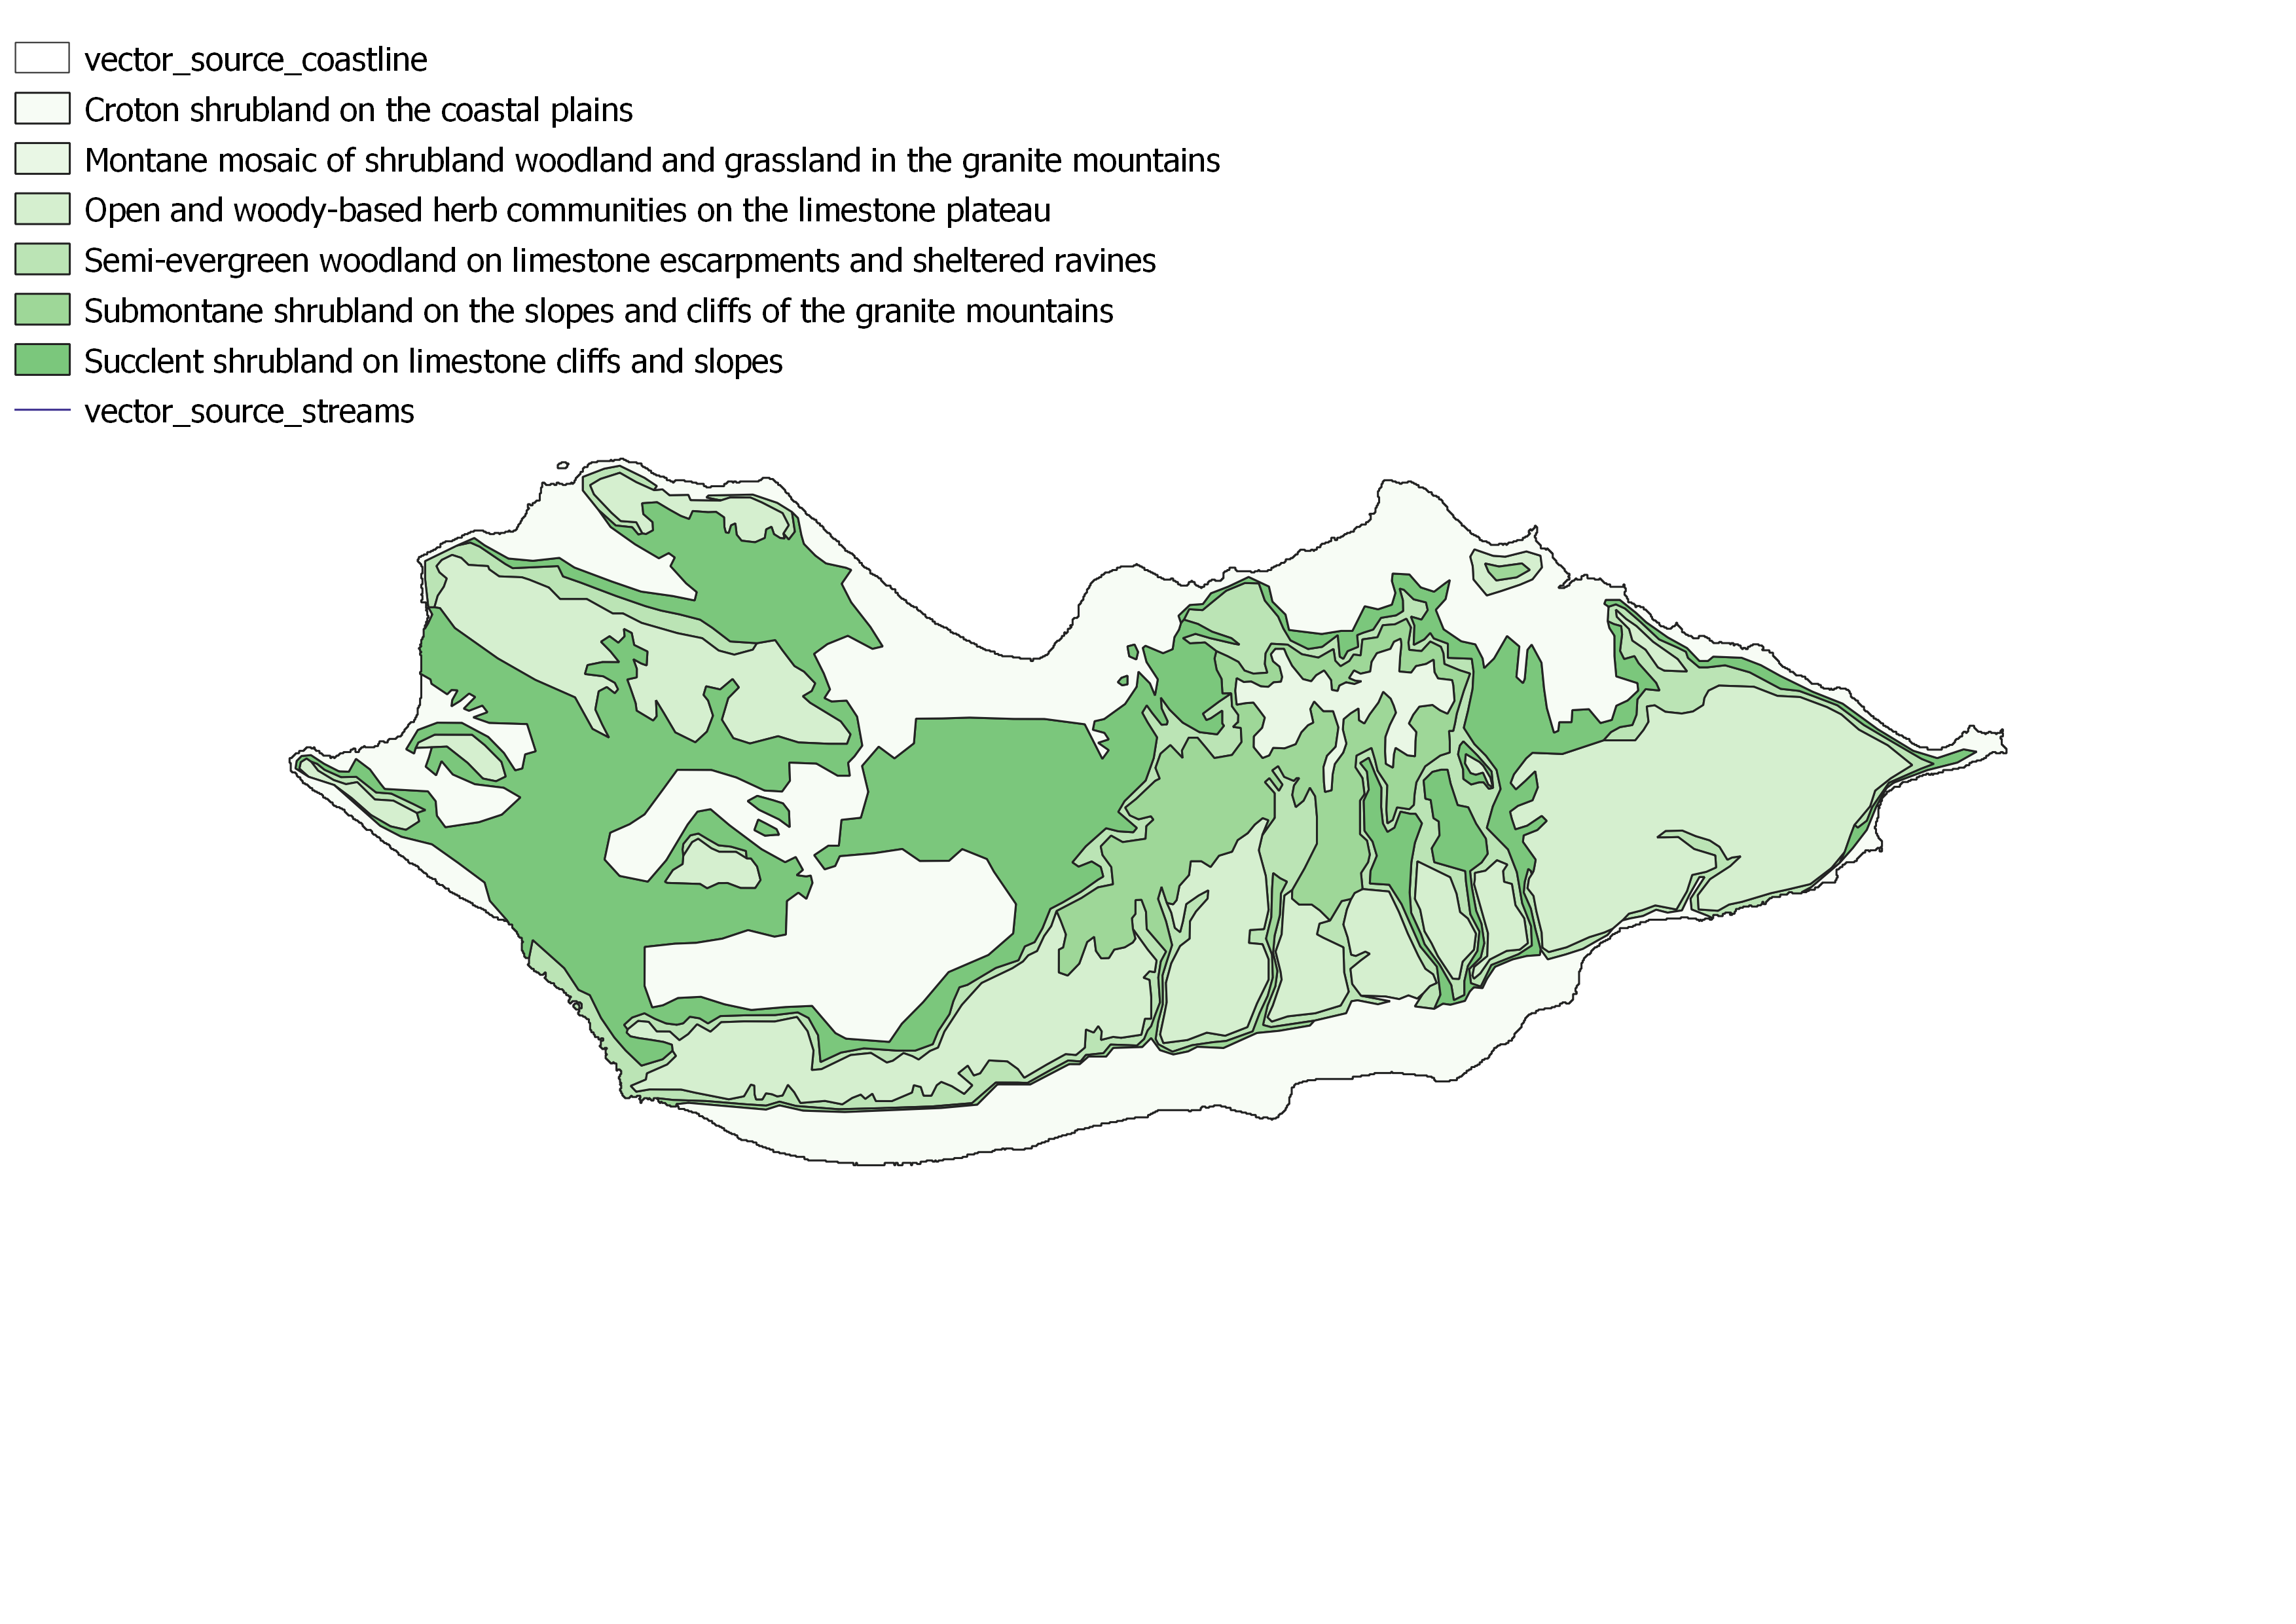 vector_source_coastline
Croton shrubland on the coastal plains
Montane mosaic of shrubland woodland and grassland in the granite mountains
Open and woody-based herb communities on the limestone plateau
Semi-evergreen woodland on limestone escarpments and sheltered ravines
Submontane shrubland on the slopes and cliffs of the granite mountains
Succlent shrubland on limestone cliffs and slopes
vector_source_streams